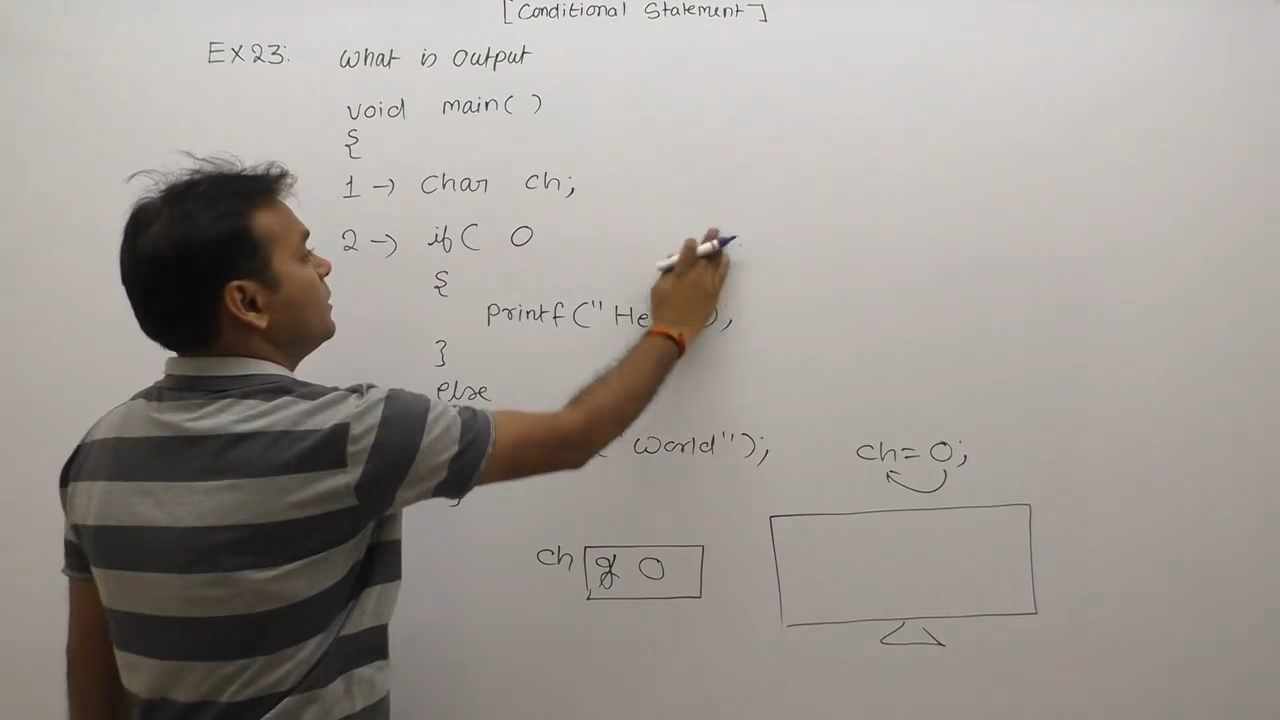 [Conditional Statement]
EX23: What is output
void main( )
{
1 -> Char ch;
2 -> if( 0
{
printf("He );
}
else
("World");
}
ch=0;
ch 0